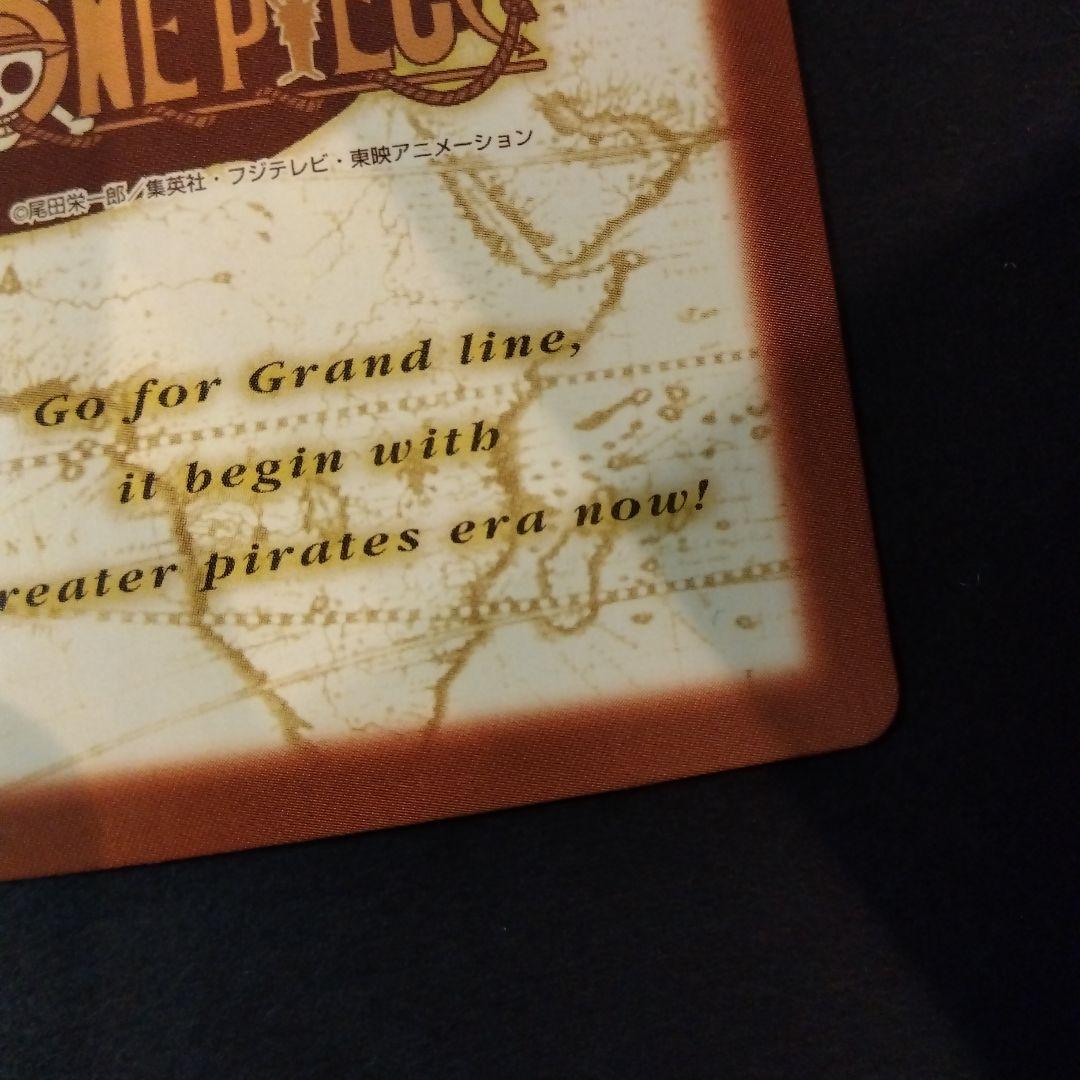 ONE PIEC
©尾田栄一郎／集英社・フジテレビ・東映アニメーション
Go for Grand line,
it begin with
reater pirates era now!